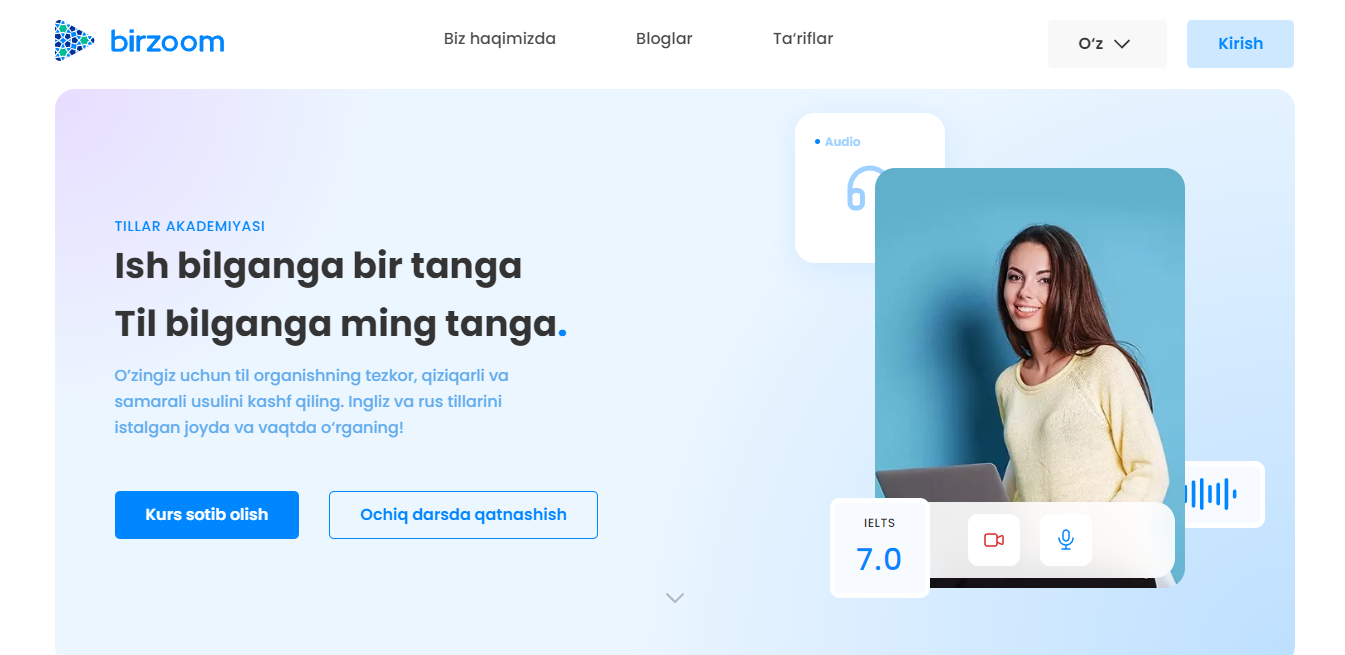 birzoom
Biz haqimizda
Bloglar
Ta‘riflar
O‘z
Kirish
Audio
TILLAR AKADEMIYASI
Ish bilganga bir tanga
Til bilganga ming tanga.
O‘zingiz uchun til organishning tezkor, qiziqarli va
samarali usulini kashf qiling. Ingliz va rus tillarini
istalgan joyda va vaqtda o‘rganing!
Kurs sotib olish
Ochiq darsda qatnashish
IELTS
7.0